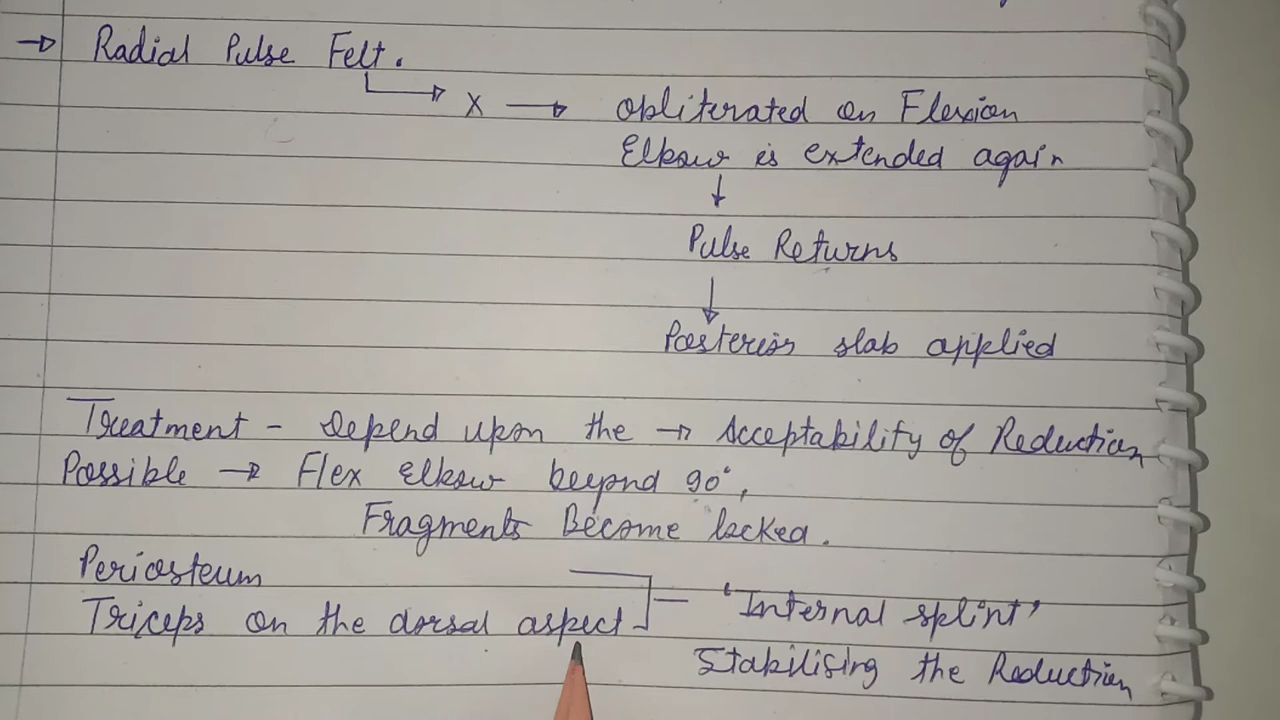 → Radial Pulse Felt.
↳ X → obliterated on Flexion
Elbow is extended again
↓
Pulse Returns
↓
Posterior slab applied
Treatment - Depend upon the → Acceptability of Reduction
Possible → Flex elbow beyond 90°,
Fragments Become locked.
Periosteum
Triceps on the dorsal aspect ] — 'Internal splint'
Stabilising the Reduction